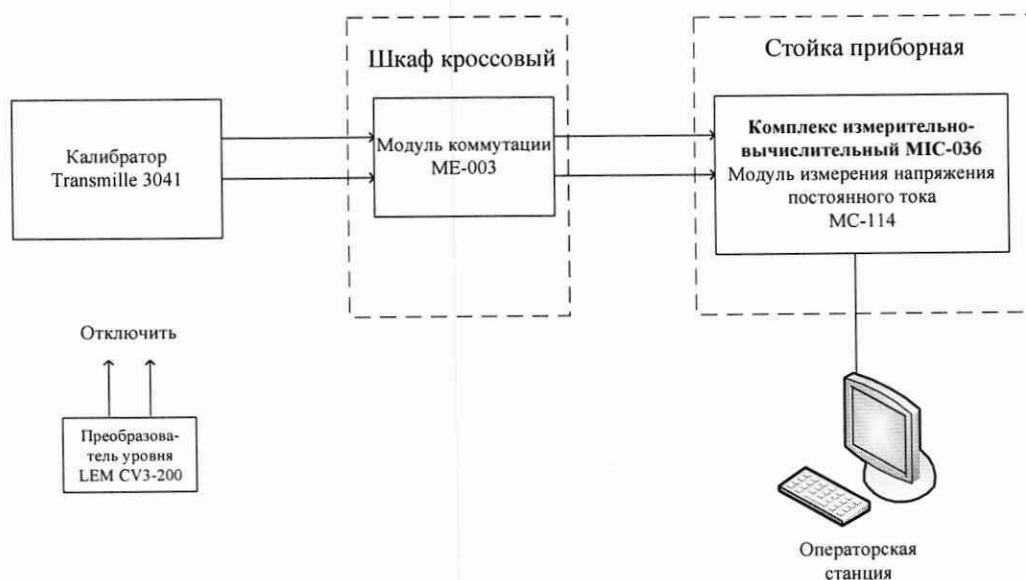 Шкаф кроссовый
Стойка приборная
Калибратор
Transmille 3041
Модуль коммутации
МЕ-003
Комплекс измерительно-
вычислительный MIC-036
Модуль измерения напряжения
постоянного тока
МС-114
Отключить
Преобразова-
тель уровня
LEM CV3-200
Операторская
станция